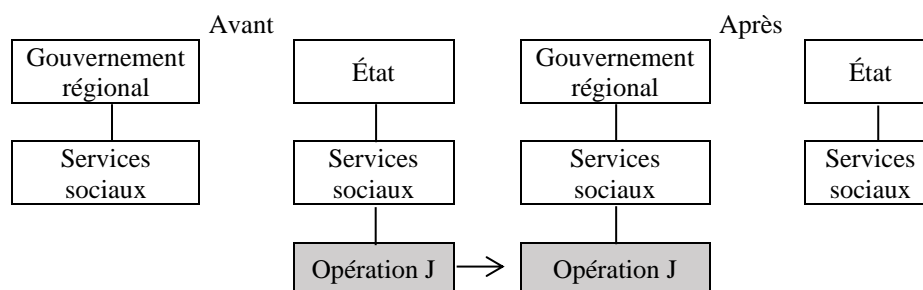 Avant
Après
Gouvernement
régional
État
Gouvernement
régional
État
Services
sociaux
Services
sociaux
Services
sociaux
Services
sociaux
Opération J
Opération J